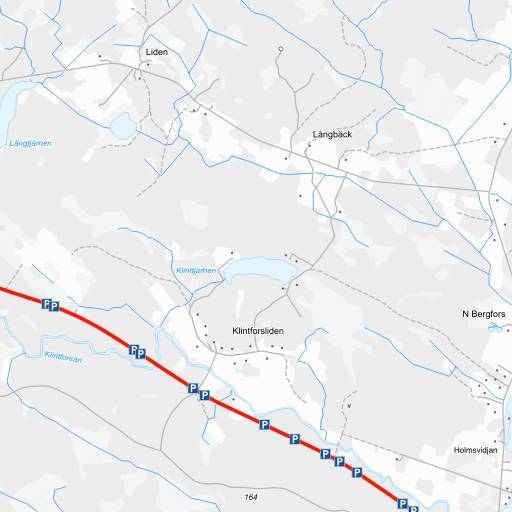 Liden
Långbäck
Långtjärnen
Klinttjärnen
N Bergfors
Klintforsliden
Klintforsån
Holmsvidjan
164
P P
P P
P
P
P
P
P
P
P
P
P
P